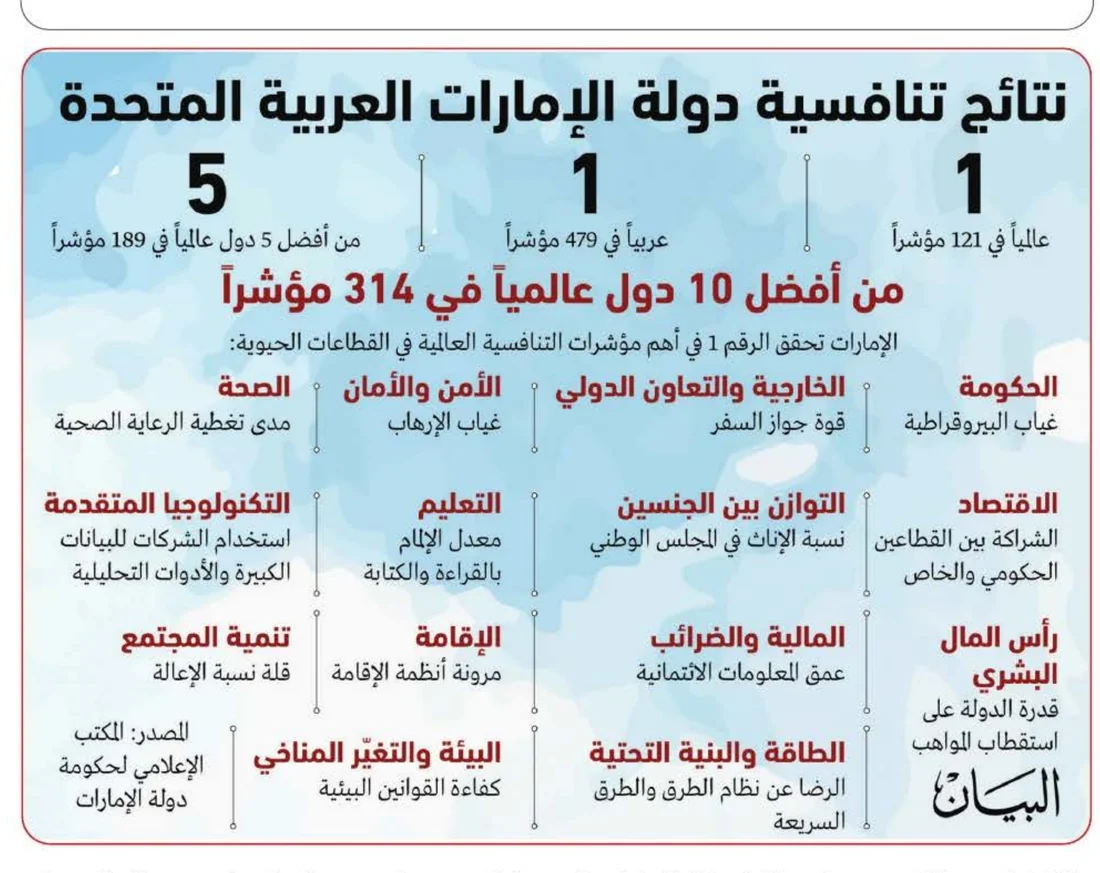 نتائج تنافسية دولة الإمارات العربية المتحدة
1
عالمياً في 121 مؤشراً
1
عربياً في 479 مؤشراً
5
من أفضل 5 دول عالمياً في 189 مؤشراً
من أفضل 10 دول عالمياً في 314 مؤشراً
الإمارات تحقق الرقم 1 في أهم مؤشرات التنافسية العالمية في القطاعات الحيوية:
الحكومة
غياب البيروقراطية
الخارجية والتعاون الدولي
قوة جواز السفر
الأمن والأمان
غياب الإرهاب
الصحة
مدى تغطية الرعاية الصحية
الاقتصاد
الشراكة بين القطاعين
الحكومي والخاص
التوازن بين الجنسين
نسبة الإناث في المجلس الوطني
التعليم
معدل الإلمام
بالقراءة والكتابة
التكنولوجيا المتقدمة
استخدام الشركات للبيانات
الكبيرة والأدوات التحليلية
رأس المال
البشري
قدرة الدولة على
استقطاب المواهب
المالية والضرائب
عمق المعلومات الائتمانية
الإقامة
مرونة أنظمة الإقامة
تنمية المجتمع
قلة نسبة الإعالة
الطاقة والبنية التحتية
الرضا عن نظام الطرق والطرق
السريعة
البيئة والتغيّر المناخي
كفاءة القوانين البيئية
المصدر: المكتب
الإعلامي لحكومة
دولة الإمارات
البيان